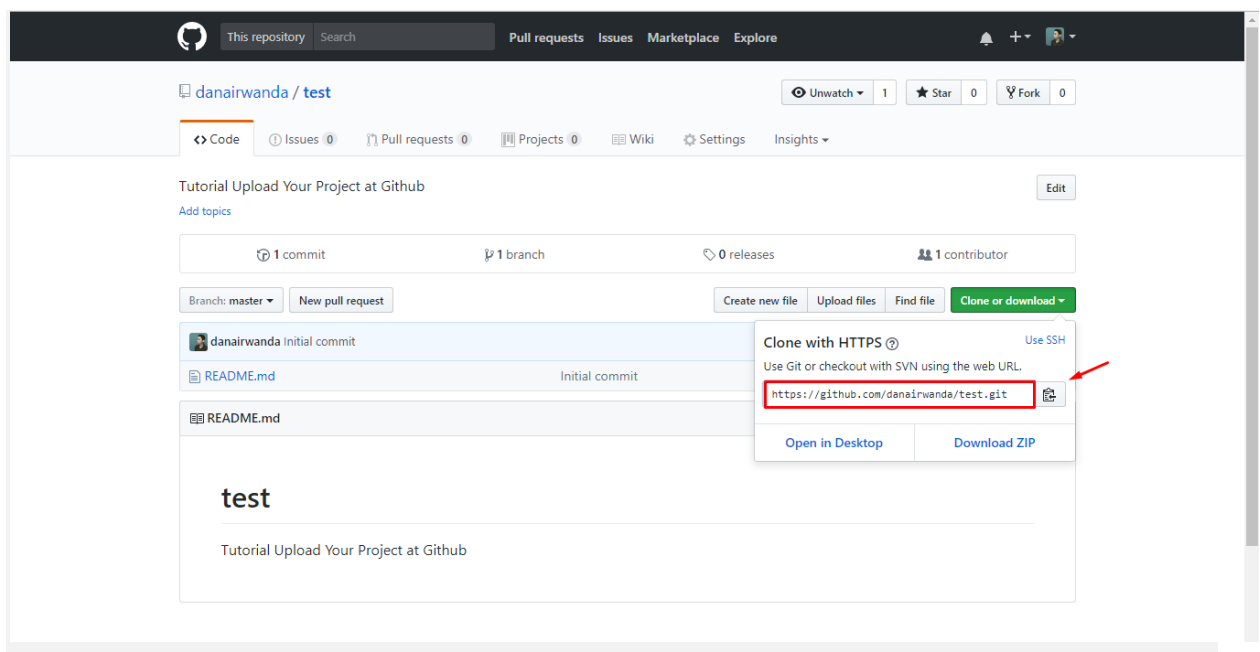 This repository Search Pull requests Issues Marketplace Explore
danairwanda / test Unwatch 1 Star 0 Fork 0
Code Issues 0 Pull requests 0 Projects 0 Wiki Settings Insights
Tutorial Upload Your Project at Github Edit
Add topics
1 commit 1 branch 0 releases 1 contributor
Branch: master New pull request Create new file Upload files Find file Clone or download
danairwanda Initial commit
README.md Initial commit
Clone with HTTPS Use SSH
Use Git or checkout with SVN using the web URL.
https://github.com/danairwanda/test.git
Open in Desktop Download ZIP
README.md
test
Tutorial Upload Your Project at Github